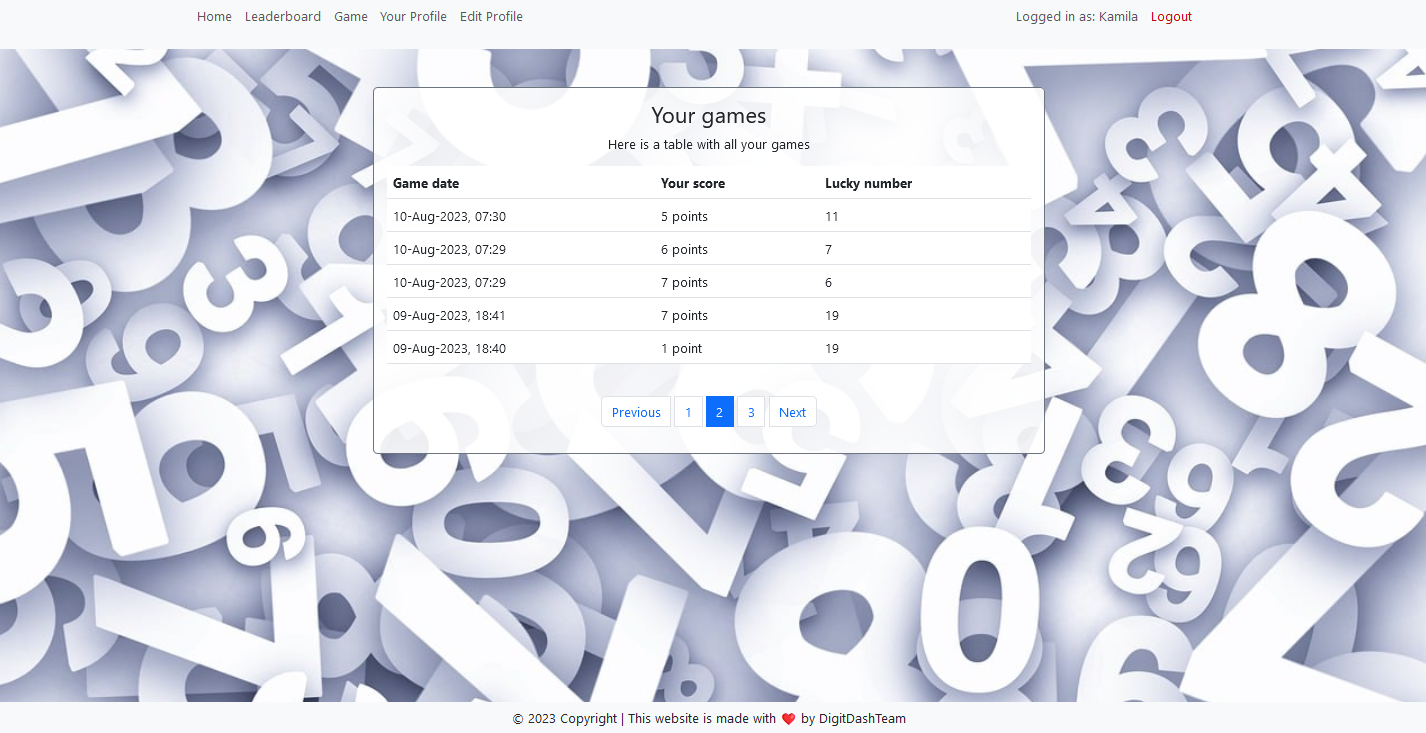 Home Leaderboard Game Your Profile Edit Profile Logged in as: Kamila Logout
Your games
Here is a table with all your games
Game date Your score Lucky number
10-Aug-2023, 07:30 5 points 11
10-Aug-2023, 07:29 6 points 7
10-Aug-2023, 07:29 7 points 6
09-Aug-2023, 18:41 7 points 19
09-Aug-2023, 18:40 1 point 19
Previous 1 2 3 Next
© 2023 Copyright | This website is made with ❤ by DigitDashTeam